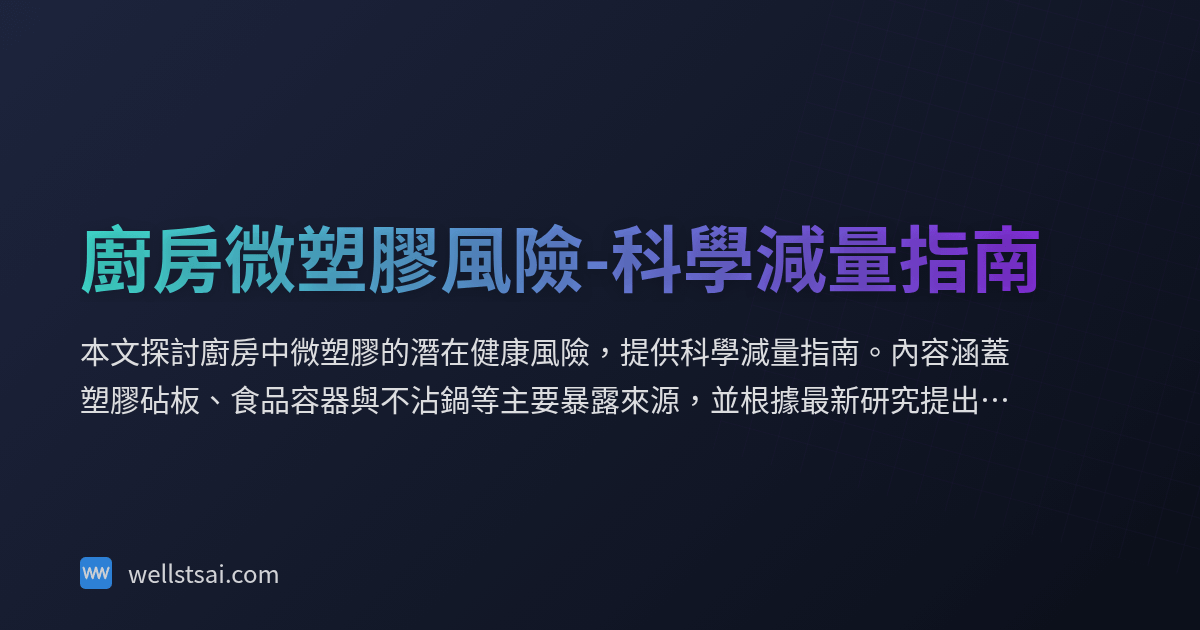 廚房微塑膠風險-科學減量指南
本文探討廚房中微塑膠的潛在健康風險，提供科學減量指南。內容涵蓋
塑膠砧板、食品容器與不沾鍋等主要暴露來源，並根據最新研究提出…
W wellstsai.com